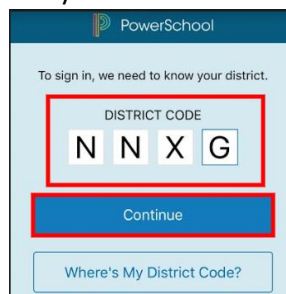 PowerSchool
To sign in, we need to know your district.
DISTRICT CODE
N N X G
Continue
Where's My District Code?